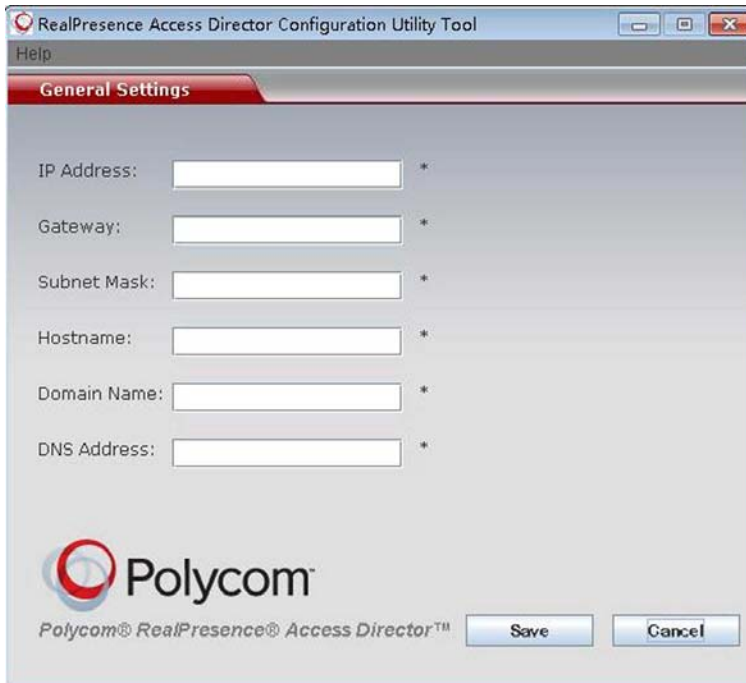 RealPresence Access Director Configuration Utility Tool
Help
General Settings
IP Address: *
Gateway: *
Subnet Mask: *
Hostname: *
Domain Name: *
DNS Address: *
Polycom™
Polycom® RealPresence® Access Director™ Save Cancel